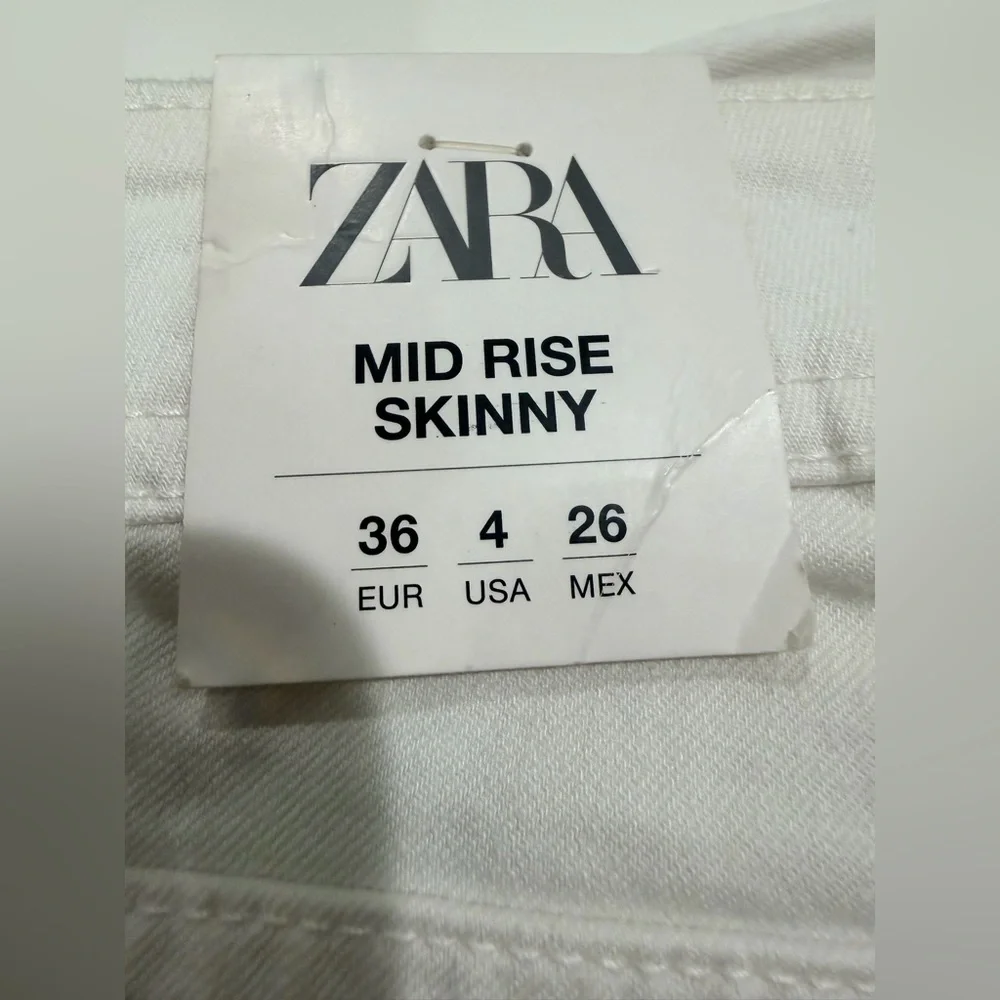 ZARA
MID RISE
SKINNY
36 4 26
EUR USA MEX